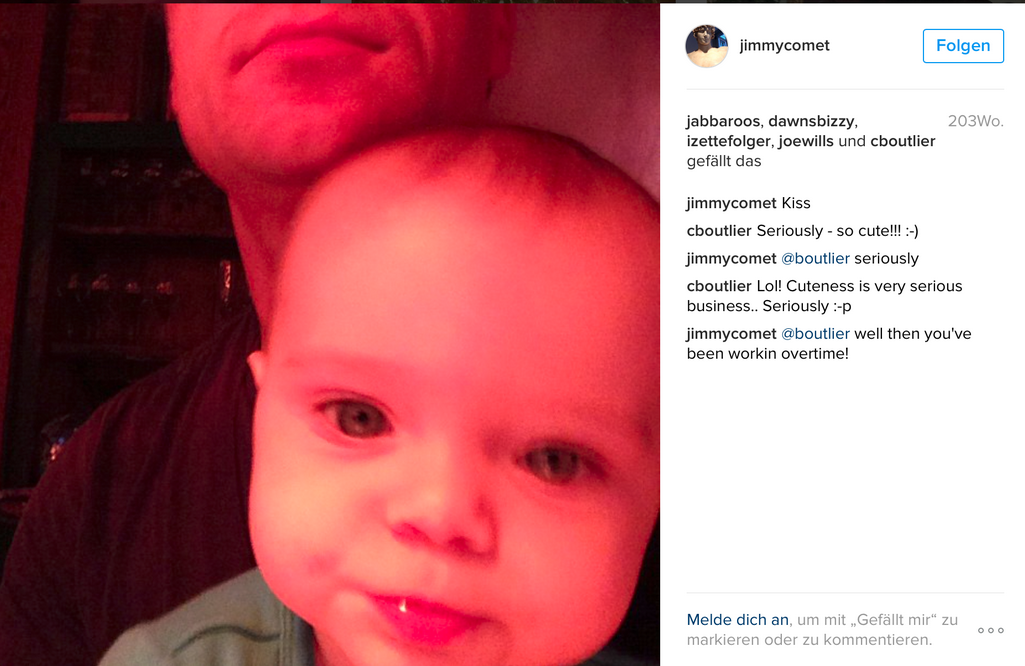 jimmycomet
Folgen
jabbaroos, dawnsbizzy,
203Wo.
izettefolger, joewills und cboutlier
gefällt das
jimmycomet Kiss
cboutlier Seriously - so cute!!! :-)
jimmycomet @boutlier seriously
cboutlier Lol! Cuteness is very serious
business.. Seriously :-p
jimmycomet @boutlier well then you've
been workin overtime!
Melde dich an, um mit „Gefällt mir“ zu
markieren oder zu kommentieren.